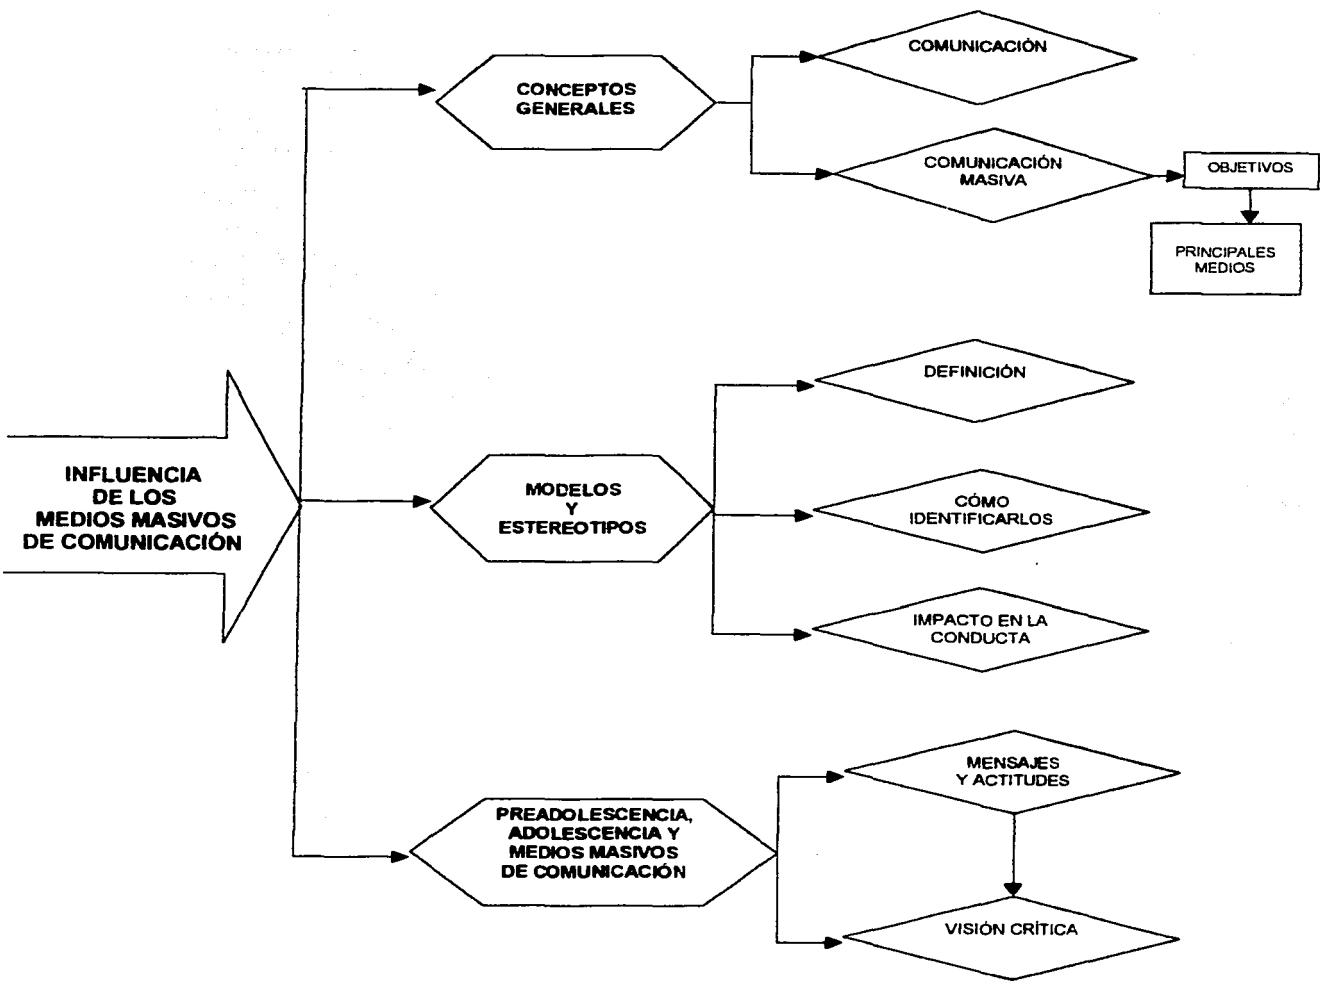 COMUNICACIÓN
CONCEPTOS
GENERALES
COMUNICACIÓN
MASIVA
OBJETIVOS
PRINCIPALES
MEDIOS
DEFINICIÓN
INFLUENCIA
DE LOS
MEDIOS MASIVOS
DE COMUNICACIÓN
MODELOS
Y
ESTEREOTIPOS
CÓMO
IDENTIFICARLOS
IMPACTO EN LA
CONDUCTA
MENSAJES
Y ACTITUDES
PREADOLESCENCIA,
ADOLESCENCIA Y
MEDIOS MASIVOS
DE COMUNICACIÓN
VISIÓN CRÍTICA